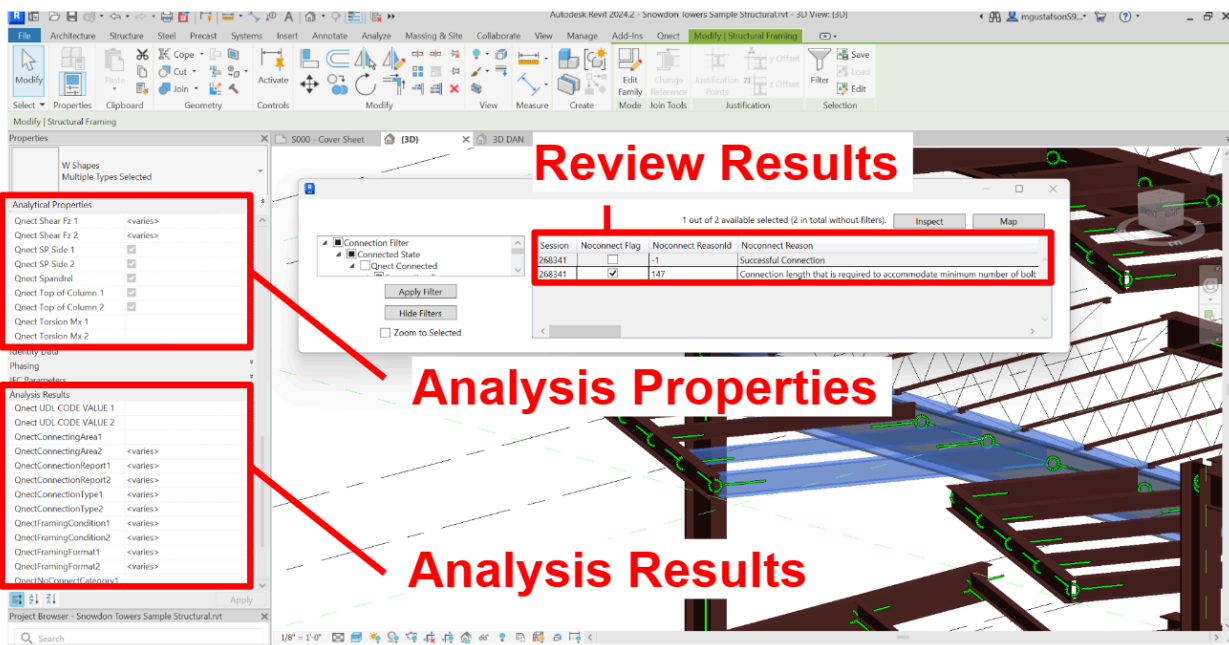 Autodesk Revit 2024.2 - Snowdon Towers Sample Structural.rvt - 3D View: {3D}
mgustafsonS9...
File Architecture Structure Steel Precast Systems Insert Annotate Analyze Massing & Site Collaborate View Manage Add-Ins Qnect Modify | Structural Framing
Modify
Paste
Cope
Cut
Join
Activate
Edit Family
Change Reference
Justification Points
y Offset
z Offset
Filter
Save
Load
Edit
Select Properties Clipboard Geometry Controls Modify View Measure Create Mode Join Tools Justification Selection
Modify | Structural Framing
Properties
S000 - Cover Sheet
{3D}
3D DAN
W Shapes
Multiple Types Selected
Review Results
Analytical Properties
Qnect Shear Fz 1 <varies>
Qnect Shear Fz 2 <varies>
Qnect SP Side 1
Qnect SP Side 2
Qnect Spandrel
Qnect Top of Column 1
Qnect Top of Column 2
Qnect Torsion Mx 1
Qnect Torsion Mx 2
Identity Data
Phasing
IFC Parameters
1 out of 2 available selected (2 in total without filters).
Inspect
Map
Connection Filter
Connected State
Qnect Connected
Apply Filter
Hide Filters
Zoom to Selected
Session Noconnect Flag Noconnect ReasonId Noconnect Reason
268341 -1 Successful Connection
268341 147 Connection length that is required to accommodate minimum number of bolt
FRONT
Analysis Properties
Analysis Results
Qnect UDL CODE VALUE 1
Qnect UDL CODE VALUE 2
QnectConnectingArea1
QnectConnectingArea2 <varies>
QnectConnectionReport1 <varies>
QnectConnectionReport2 <varies>
QnectConnectionType1 <varies>
QnectConnectionType2 <varies>
QnectFramingCondition1 <varies>
QnectFramingCondition2 <varies>
QnectFramingFormat1 <varies>
QnectFramingFormat2 <varies>
QnectNoConnectCategory1
Analysis Results
Apply
Project Browser - Snowdon Towers Sample Structural.rvt
Search
1/8" = 1'-0"